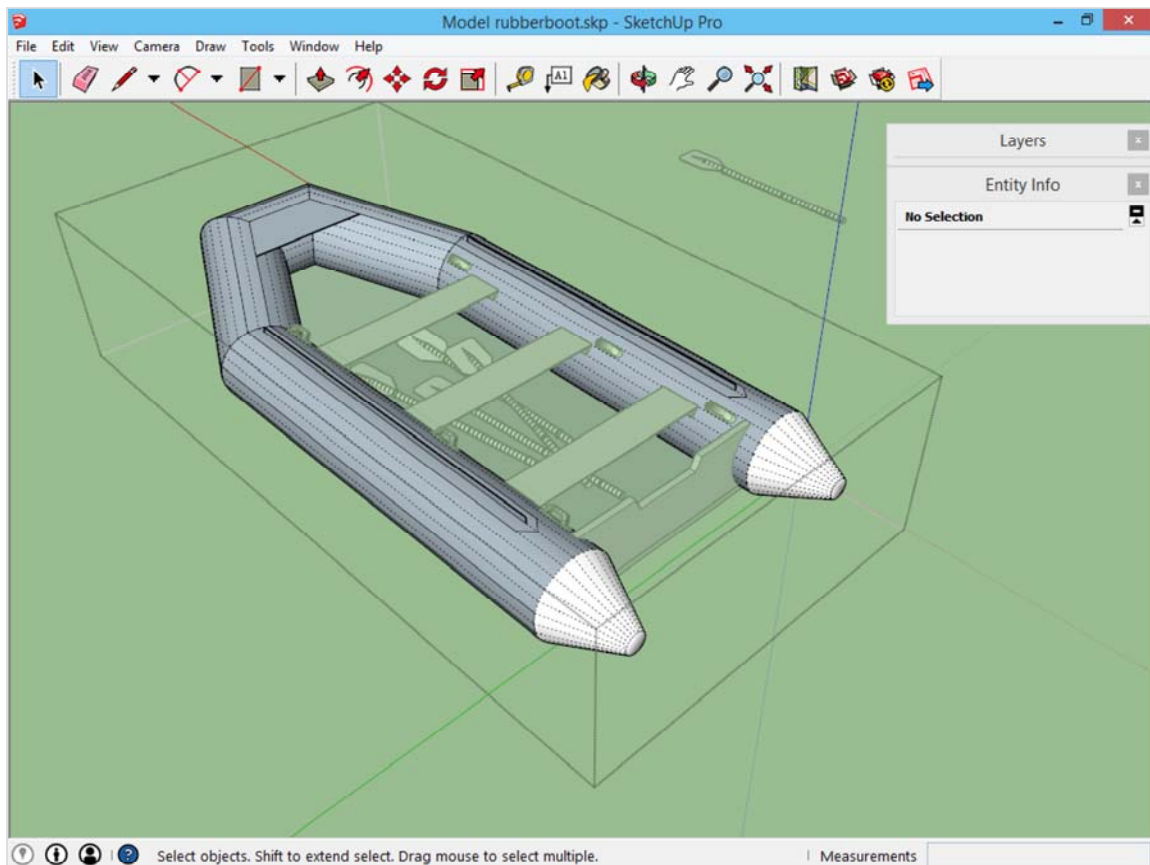 Model rubberboot.skp - SketchUp Pro
File Edit View Camera Draw Tools Window Help
A1
Layers
Entity Info
No Selection
Select objects. Shift to extend select. Drag mouse to select multiple.
Measurements